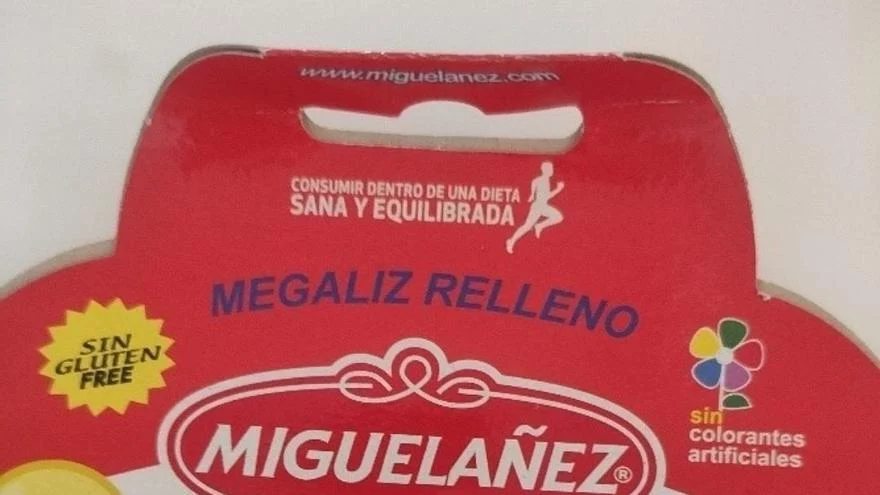 www.miguelanez.com
CONSUMIR DENTRO DE UNA DIETA
SANA Y EQUILIBRADA
MEGALIZ RELLENO
SIN
GLUTEN
FREE
MIGUELAÑEZ®
sin
colorantes
artificiales